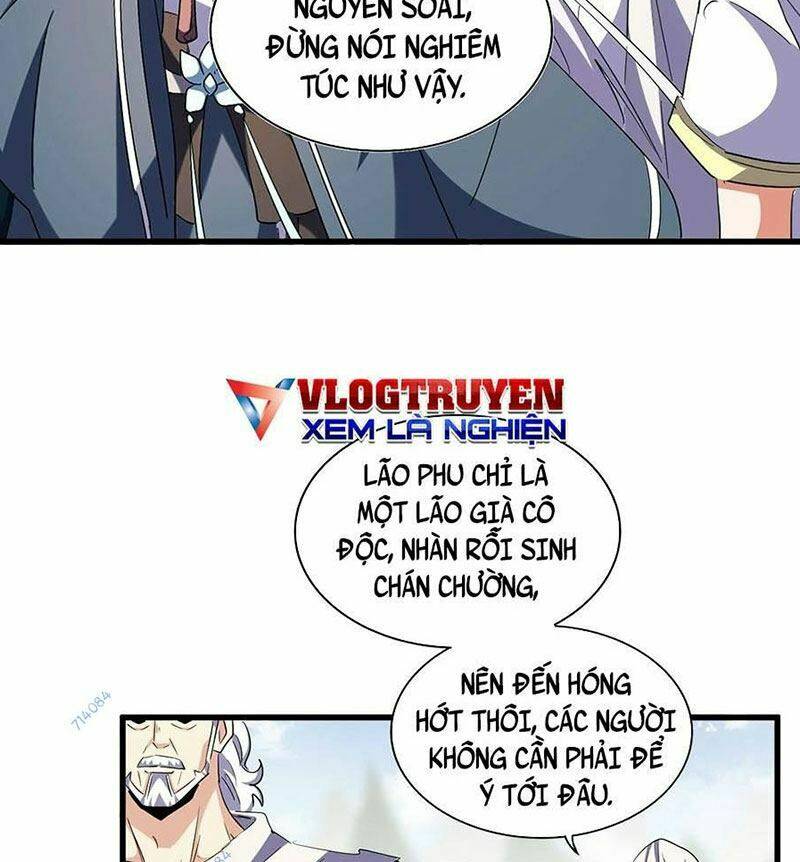 NGUYÊN SOÁI,
ĐỪNG NÓI NGHIÊM
TÚC NHƯ VẬY.
VLOGTRUYEN
XEM LÀ NGHIỆN
LÃO PHU CHỈ LÀ
MỘT LÃO GIÀ CÔ
ĐỘC, NHÀN RỖI SINH
CHÁN CHƯỜNG,
NÊN ĐẾN HÓNG
HỚT THÔI, CÁC NGƯỜI
KHÔNG CẦN PHẢI ĐỂ
Ý TỚI ĐÂU.
714084